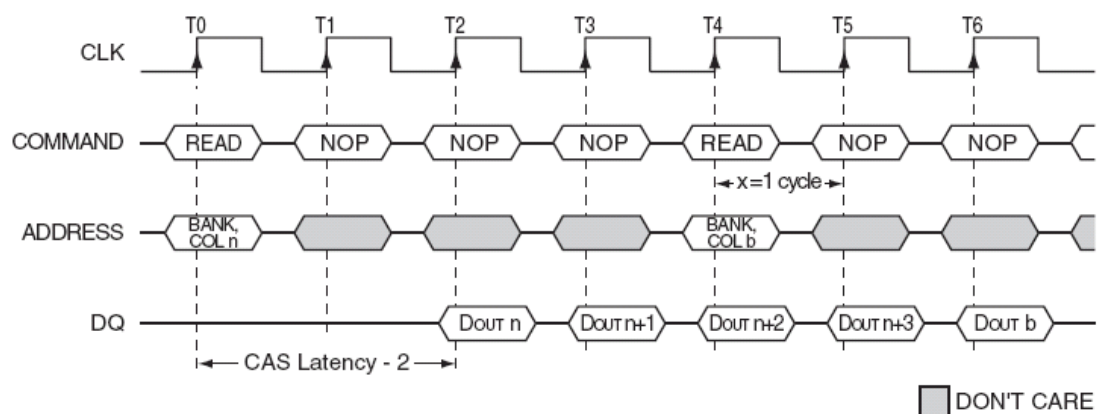 T0 T1 T2 T3 T4 T5 T6
CLK
COMMAND READ NOP NOP NOP READ NOP NOP
x=1 cycle
ADDRESS BANK, COL n BANK, COL b
DQ DOUT n DOUT n+1 DOUT n+2 DOUT n+3 DOUT b
CAS Latency - 2
DON'T CARE